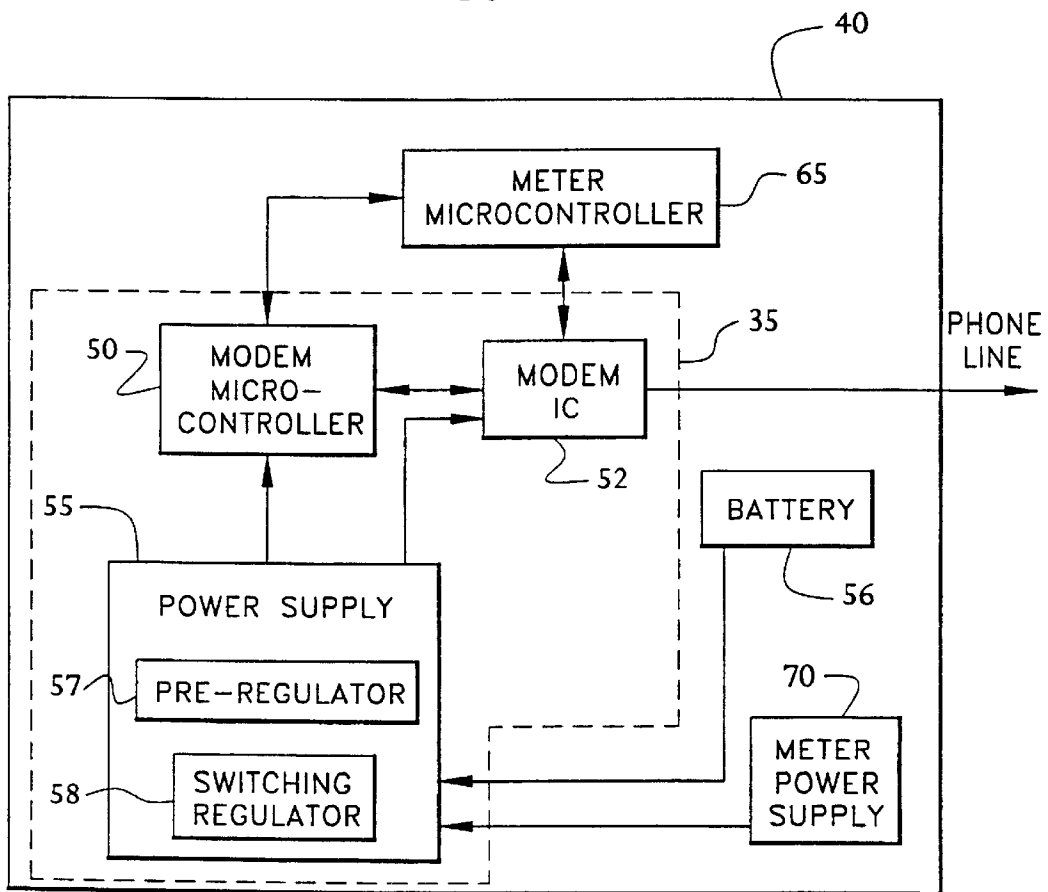 40
METER
MICROCONTROLLER
65
50
MODEM
MICRO-
CONTROLLER
MODEM
IC
35
PHONE
LINE
52
55
BATTERY
56
POWER SUPPLY
57
PRE-REGULATOR
70
METER
POWER
SUPPLY
58
SWITCHING
REGULATOR